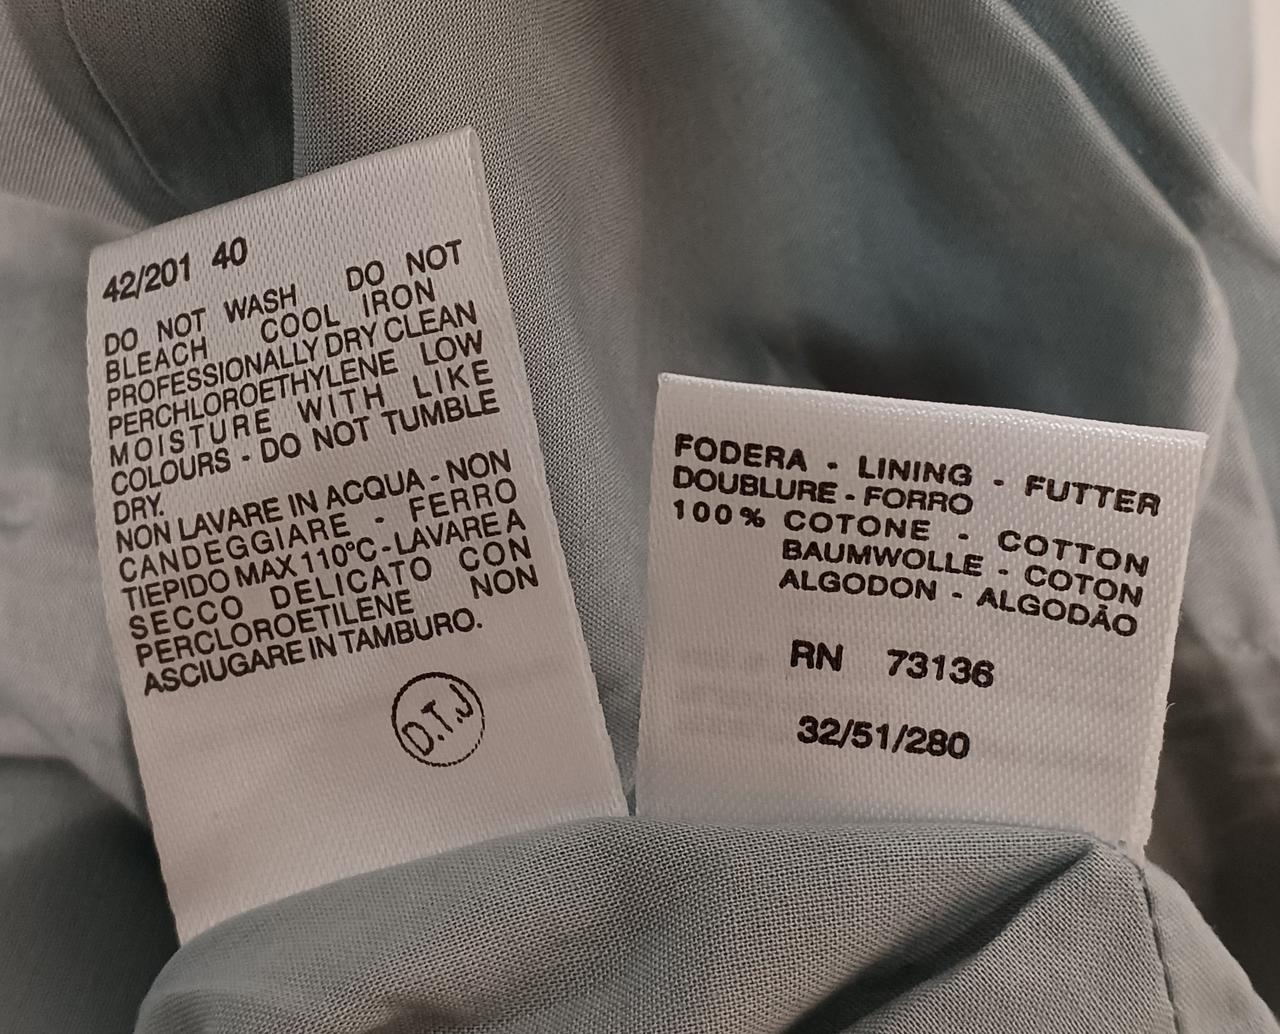 42/201 40
DO NOT WASH DO NOT
BLEACH COOL IRON
PROFESSIONALLY DRY CLEAN
PERCHLOROETHYLENE LOW
MOISTURE WITH LIKE
COLOURS - DO NOT TUMBLE
DRY.
NON LAVARE IN ACQUA - NON
CANDEGGIARE - FERRO
TIEPIDO MAX 110°C - LAVARE A
SECCO DELICATO CON
PERCLOROETILENE NON
ASCIUGARE IN TAMBURO.
D.T.J
FODERA - LINING - FUTTER
DOUBLURE - FORRO
100% COTONE - COTTON
BAUMWOLLE - COTON
ALGODON - ALGODÃO
RN 73136
32/51/280